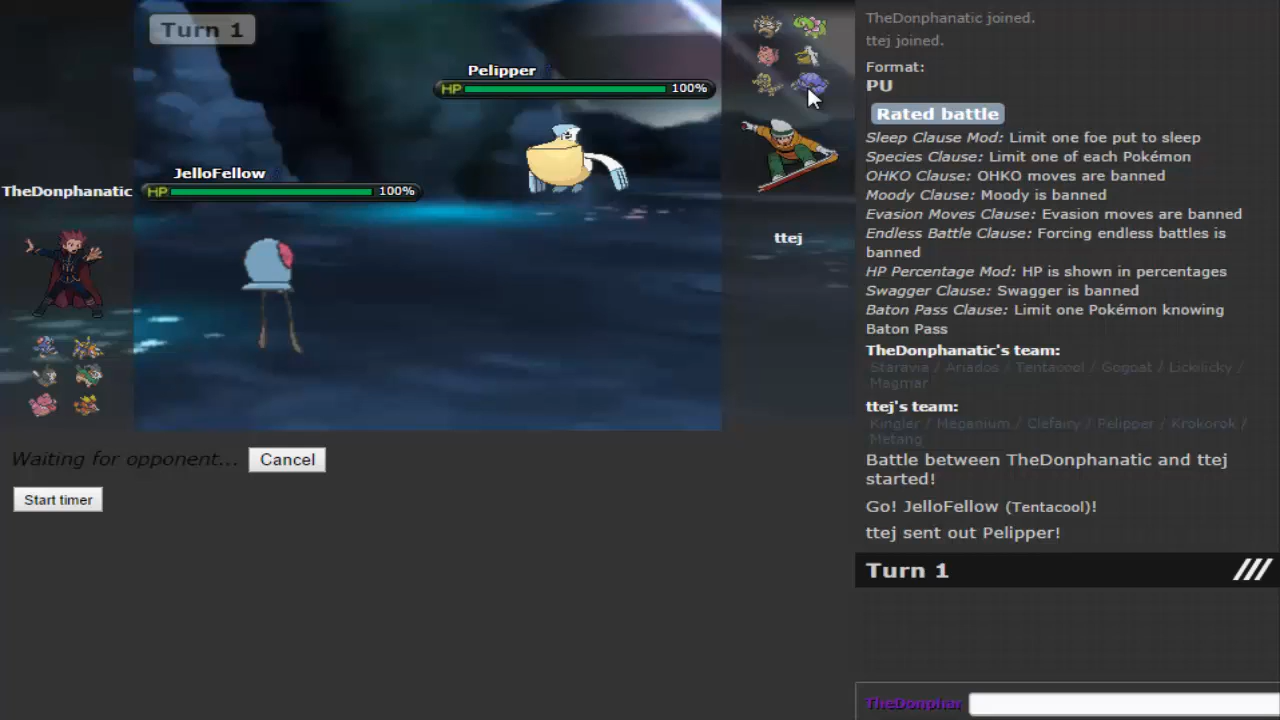 Turn 1
Pelipper
HP 100%
JelloFellow
HP 100%
TheDonphanatic
ttej
Waiting for opponent... Cancel
Start timer
TheDonphanatic joined.
ttej joined.
Format:
PU
Rated battle
Sleep Clause Mod: Limit one foe put to sleep
Species Clause: Limit one of each Pokémon
OHKO Clause: OHKO moves are banned
Moody Clause: Moody is banned
Evasion Moves Clause: Evasion moves are banned
Endless Battle Clause: Forcing endless battles is
banned
HP Percentage Mod: HP is shown in percentages
Swagger Clause: Swagger is banned
Baton Pass Clause: Limit one Pokémon knowing
Baton Pass
TheDonphanatic's team:
Staravia / Ariados / Tentacool / Gogoat / Lickilicky /
Magmar
ttej's team:
Kingler / Meganium / Clefairy / Pelipper / Krokorok /
Metang
Battle between TheDonphanatic and ttej
started!
Go! JelloFellow (Tentacool)!
ttej sent out Pelipper!
Turn 1
TheDonphar